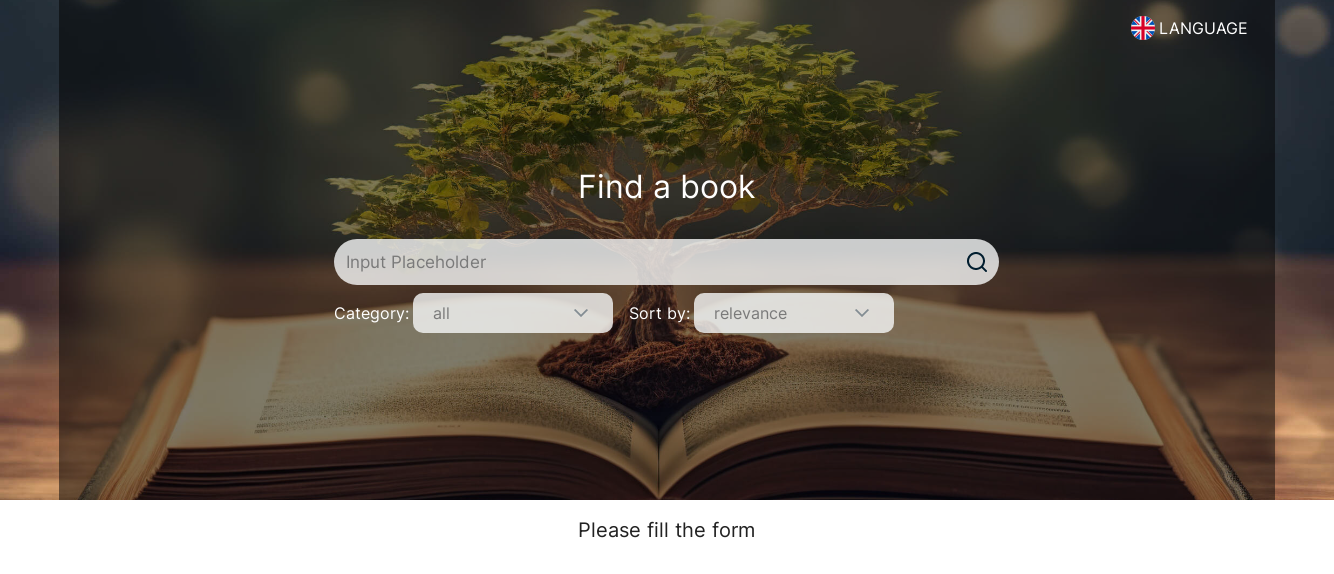 LANGUAGE
Find a book
Input Placeholder
Category: all Sort by: relevance
Please fill the form